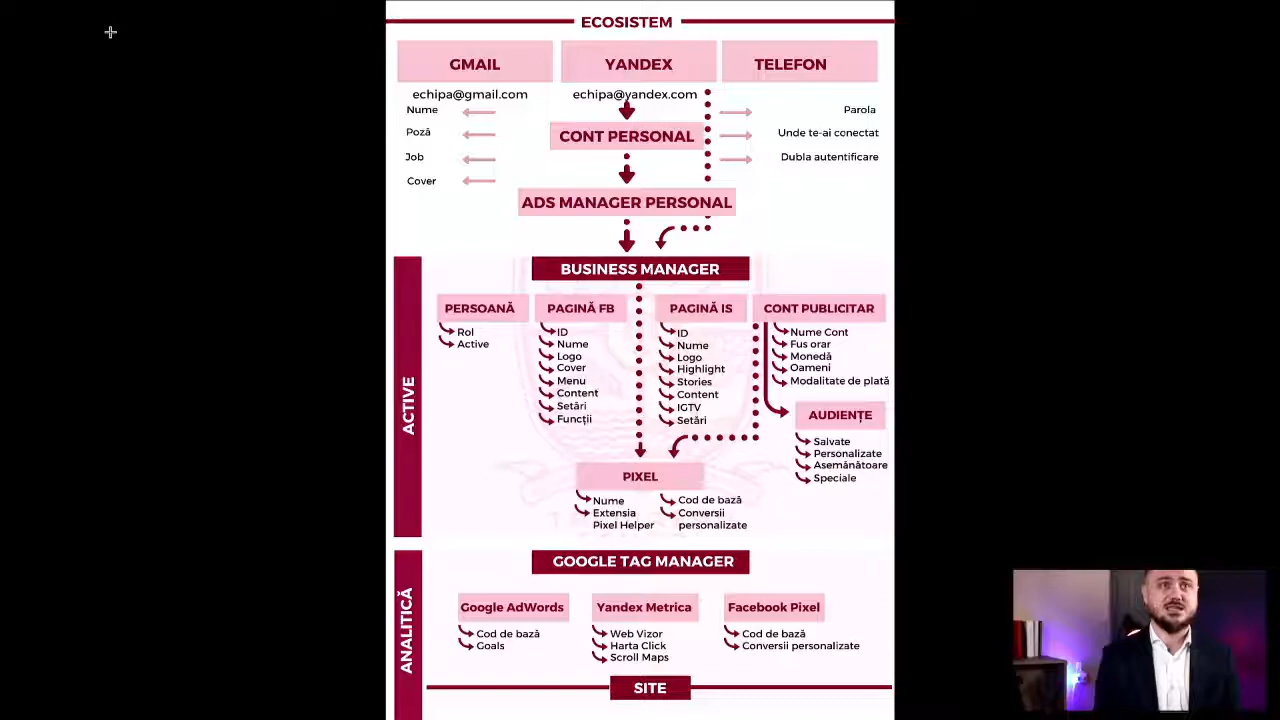 ECOSISTEM
GMAIL
YANDEX
TELEFON
echipa@gmail.com
echipa@yandex.com
Nume
Poză
Job
Cover
Parola
Unde te-ai conectat
Dubla autentificare
CONT PERSONAL
ADS MANAGER PERSONAL
ACTIVE
BUSINESS MANAGER
PERSOANĂ
Rol
Active
PAGINĂ FB
ID
Nume
Logo
Cover
Menu
Content
Setări
Funcții
PAGINĂ IS
ID
Nume
Logo
Highlight
Stories
Content
IGTV
Setări
CONT PUBLICITAR
Nume Cont
Fus orar
Monedă
Oameni
Modalitate de plată
AUDIENȚE
Salvate
Personalizate
Asemănătoare
Speciale
PIXEL
Nume
Extensia
Pixel Helper
Cod de bază
Conversii
personalizate
ANALITICĂ
GOOGLE TAG MANAGER
Google AdWords
Cod de bază
Goals
Yandex Metrica
Web Vizor
Harta Click
Scroll Maps
Facebook Pixel
Cod de bază
Conversii personalizate
SITE